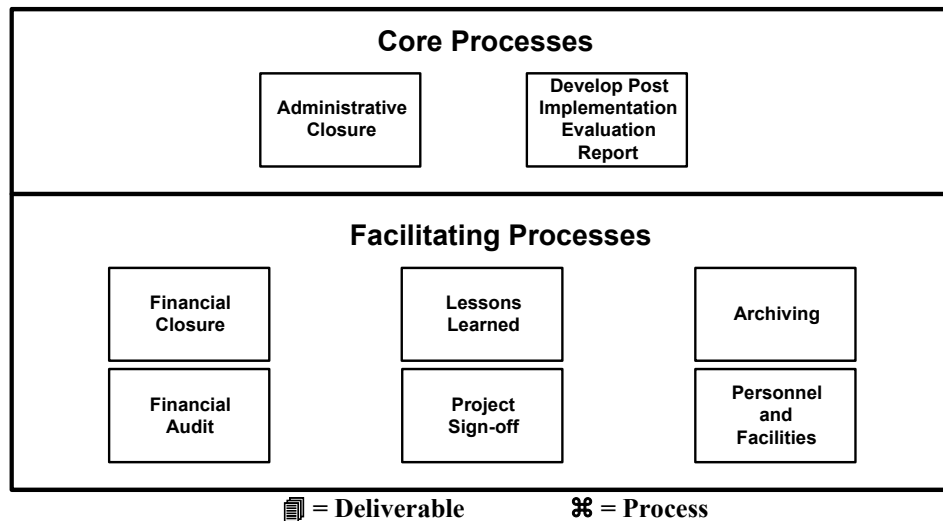 Core Processes
Administrative
Closure
Develop Post
Implementation
Evaluation
Report
Facilitating Processes
Financial
Closure
Lessons
Learned
Archiving
Financial
Audit
Project
Sign-off
Personnel
and
Facilities
= Deliverable ⌘ = Process